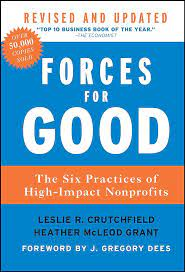 REVISED AND UPDATED
"TOP 10 BUSINESS BOOK OF THE YEAR."
–THE ECONOMIST
OVER
50,000
COPIES
SOLD
FORCES
FOR
GOOD
The Six Practices of
High-Impact Nonprofits
LESLIE R. CRUTCHFIELD
HEATHER MCLEOD GRANT
FOREWORD BY J. GREGORY DEES